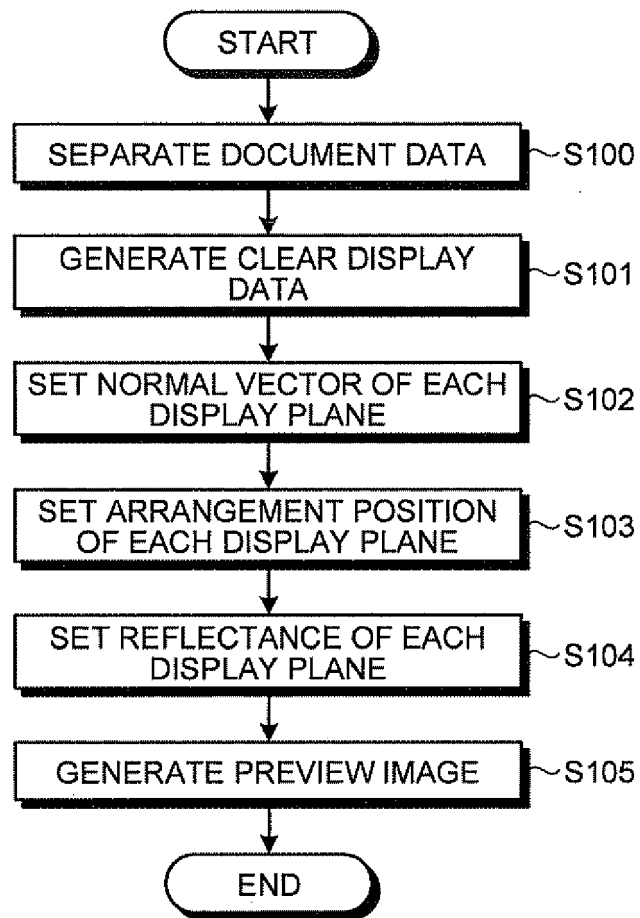 START
SEPARATE DOCUMENT DATA
S100
GENERATE CLEAR DISPLAY
DATA
S101
SET NORMAL VECTOR OF EACH
DISPLAY PLANE
S102
SET ARRANGEMENT POSITION
OF EACH DISPLAY PLANE
S103
SET REFLECTANCE OF EACH
DISPLAY PLANE
S104
GENERATE PREVIEW IMAGE
S105
END